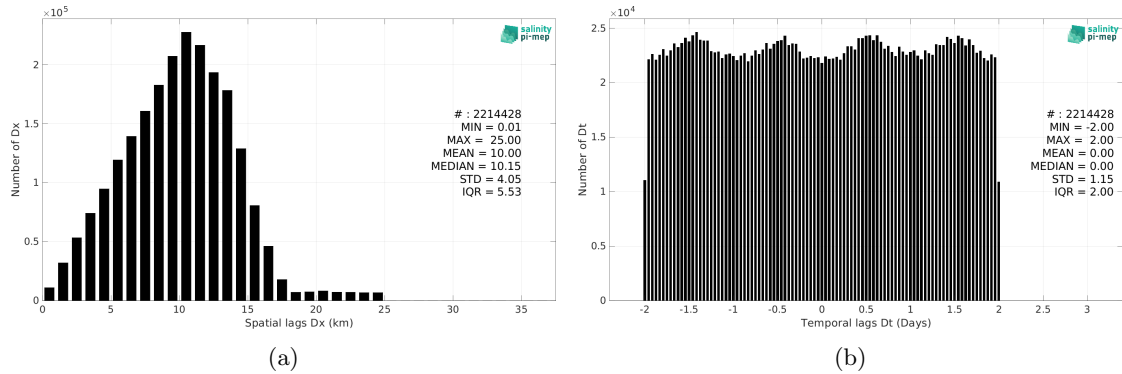 ×10⁵
salinity
pi-mep
2
1.5
1
0.5
0
Number of Dx
# : 2214428
MIN = 0.01
MAX = 25.00
MEAN = 10.00
MEDIAN = 10.15
STD = 4.05
IQR = 5.53
0 5 10 15 20 25 30 35
Spatial lags Dx (km)
(a)
×10⁴
salinity
pi-mep
2.5
2
1.5
1
0.5
0
Number of Dt
# : 2214428
MIN = -2.00
MAX = 2.00
MEAN = 0.00
MEDIAN = 0.00
STD = 1.15
IQR = 2.00
-2 -1.5 -1 -0.5 0 0.5 1 1.5 2 2.5 3
Temporal lags Dt (Days)
(b)